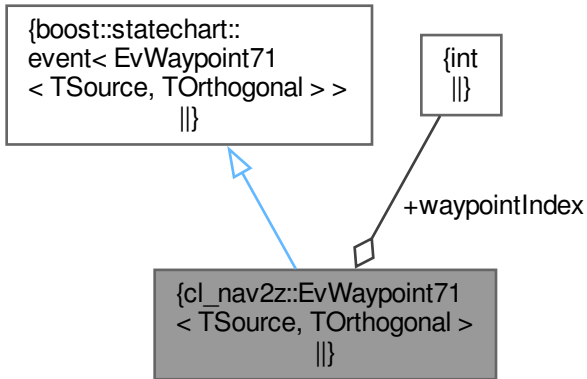 {boost::statechart::
event< EvWaypoint71
< TSource, TOrthogonal > >
||}
{int
||}
+waypointIndex
{cl_nav2z::EvWaypoint71
< TSource, TOrthogonal >
||}